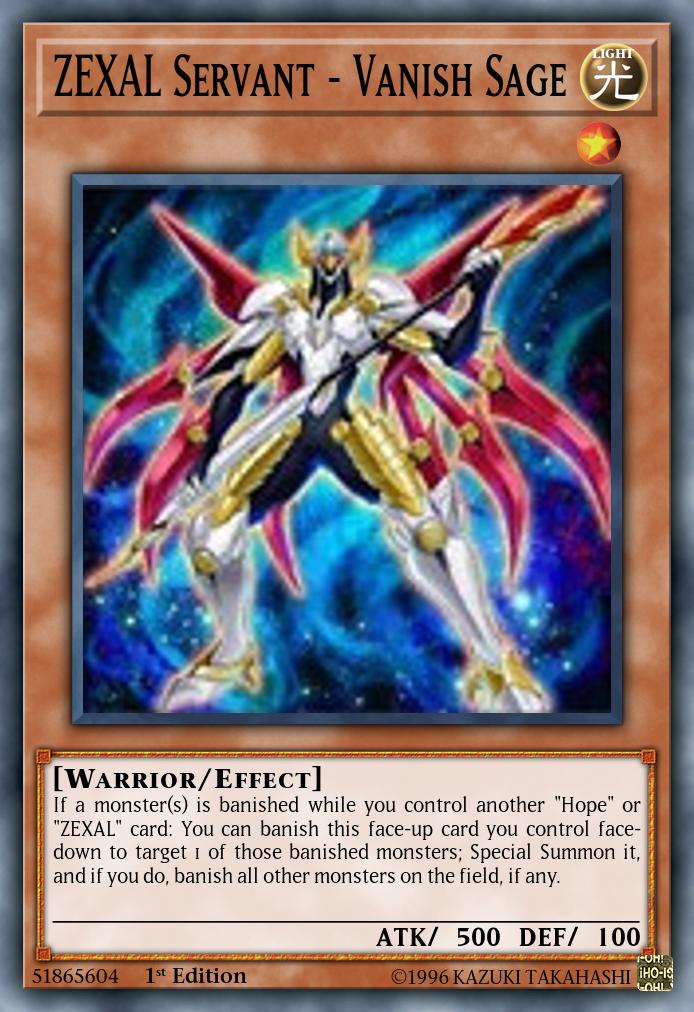 ZEXAL Servant - Vanish Sage
LIGHT
光
[Warrior/Effect]
If a monster(s) is banished while you control another "Hope" or
"ZEXAL" card: You can banish this face-up card you control face-
down to target 1 of those banished monsters; Special Summon it,
and if you do, banish all other monsters on the field, if any.
ATK/ 500 DEF/ 100
51865604 1st Edition ©1996 KAZUKI TAKAHASHI